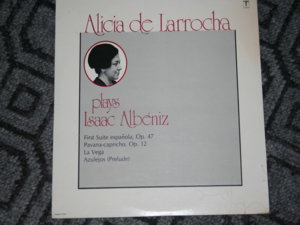 Alicia de Larrocha
plays
Isaac Albéniz
First Suite española, Op. 47
Pavana-capricho, Op. 12
La Vega
Azulejos (Prelude)